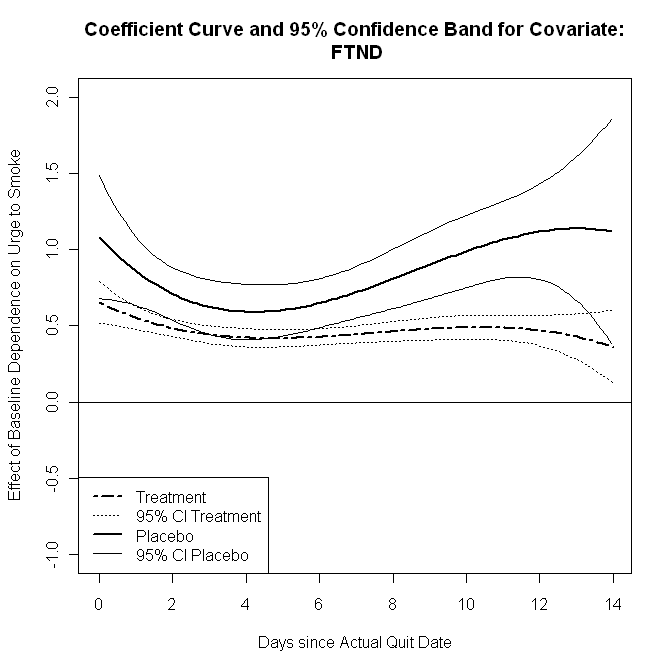 Coefficient Curve and 95% Confidence Band for Covariate:
FTND
Effect of Baseline Dependence on Urge to Smoke
2.0
1.5
1.0
0.5
0.0
-0.5
-1.0
Treatment
95% CI Treatment
Placebo
95% CI Placebo
0 2 4 6 8 10 12 14
Days since Actual Quit Date